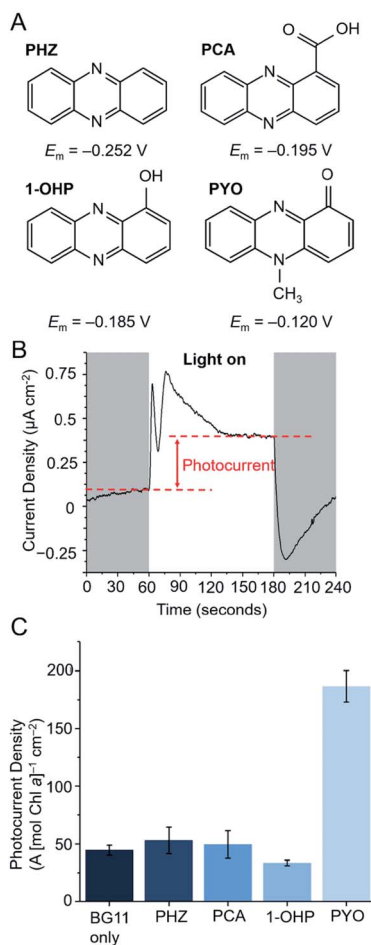 A
PHZ
N
N
Em = –0.252 V
PCA
O
OH
N
N
Em = –0.195 V
1-OHP
OH
N
N
Em = –0.185 V
PYO
O
N
N
CH3
Em = –0.120 V
B
Light on
Current Density (µA cm–2)
0.75
0.5
0.25
0
–0.25
Photocurrent
0 30 60 90 120 150 180 210 240
Time (seconds)
C
Photocurrent Density
(A [mol Chl a]–1 cm–2)
200
150
100
50
0
BG11 only
PHZ
PCA
1-OHP
PYO